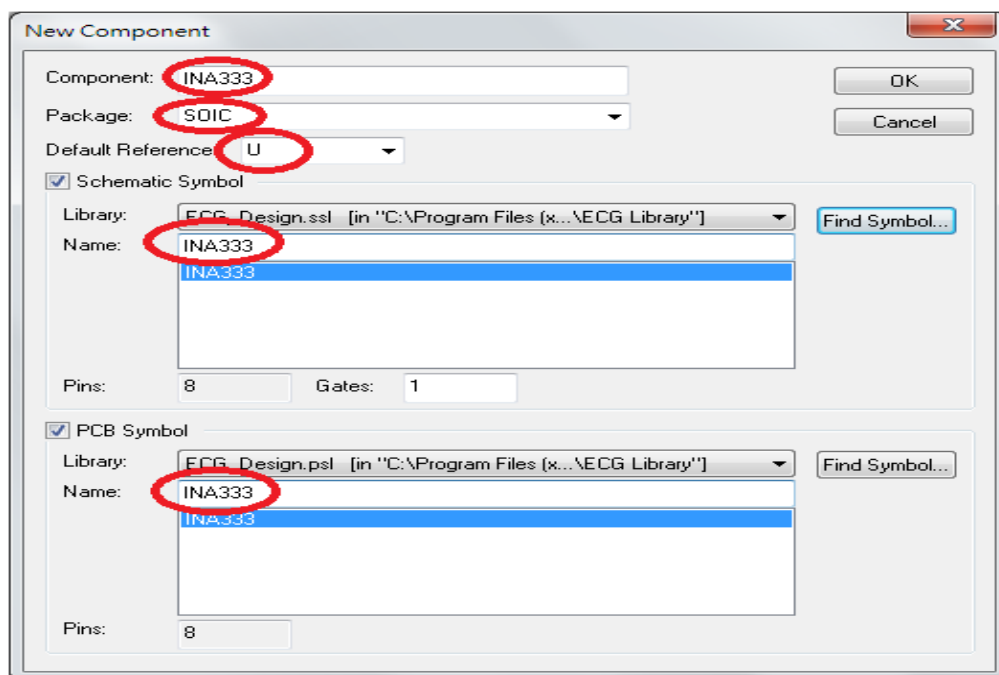 New Component
Component: INA333
OK
Package: SOIC
Cancel
Default Reference U
Schematic Symbol
Library: ECG_Design.ssl [in "C:\Program Files (x...\ECG Library"]
Find Symbol...
Name: INA333
INA333
Pins: 8 Gates: 1
PCB Symbol
Library: ECG_Design.psl [in "C:\Program Files (x...\ECG Library"]
Find Symbol...
Name: INA333
INA333
Pins: 8